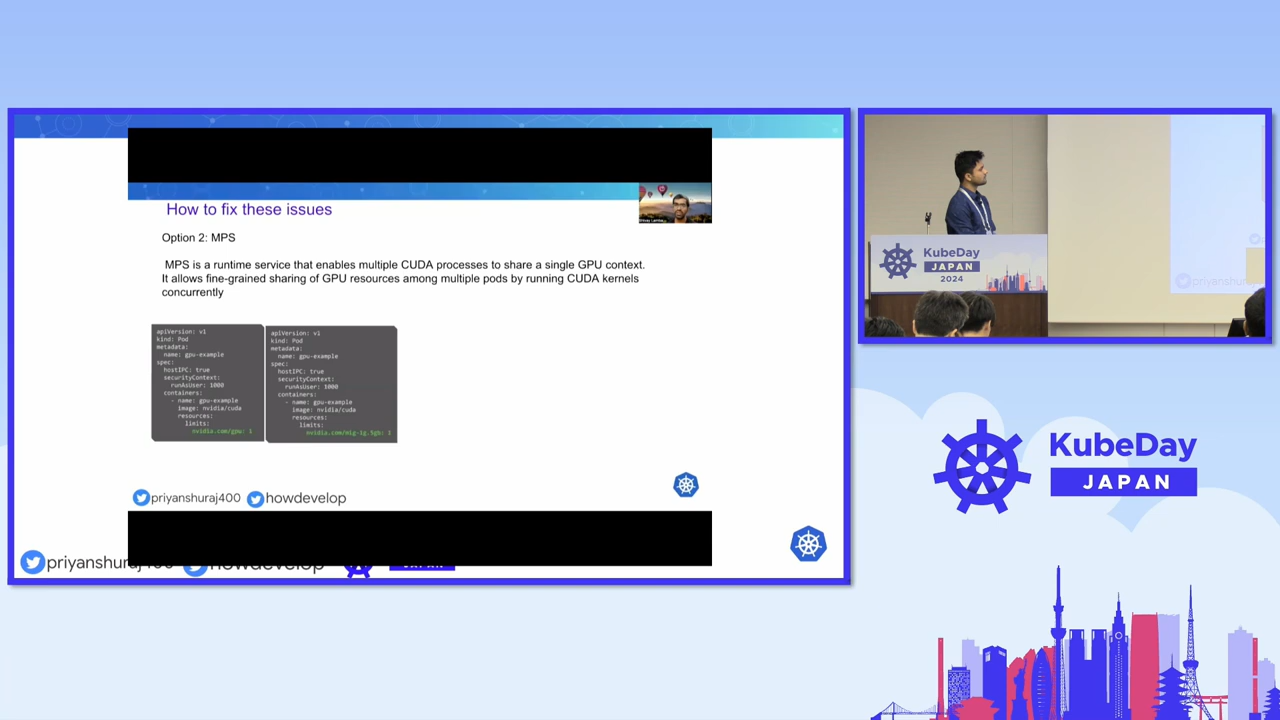 How to fix these issues
Option 2: MPS
MPS is a runtime service that enables multiple CUDA processes to share a single GPU context.
It allows fine-grained sharing of GPU resources among multiple pods by running CUDA kernels
concurrently
apiVersion: v1
kind: Pod
metadata:
name: gpu-example
spec:
hostIPC: true
securityContext:
runAsUser: 1000
containers:
- name: gpu-example
image: nvidia/cuda
resources:
limits:
nvidia.com/gpu: 1
apiVersion: v1
kind: Pod
metadata:
name: gpu-example
spec:
hostIPC: true
securityContext:
runAsUser: 1000
containers:
- name: gpu-example
image: nvidia/cuda
resources:
limits:
nvidia.com/mig-1g.5gb: 1
priyanshuraj400 howdevelop
priyanshuraj400 howdevelop
KubeDay
JAPAN
2024
priyanshuraj
KubeDay
JAPAN